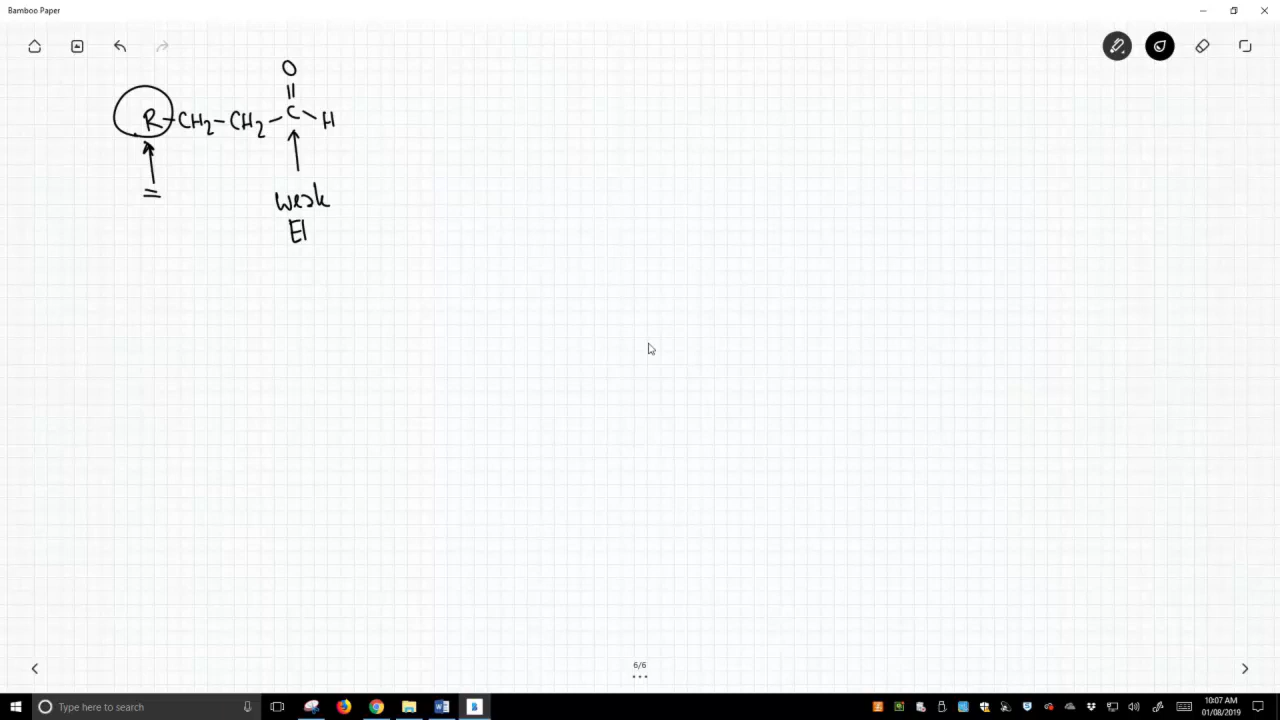 Bamboo Paper
O
||
R-CH2-CH2-C-H
=
weak
El
6/6
Type here to search
10:07 AM
01/08/2019